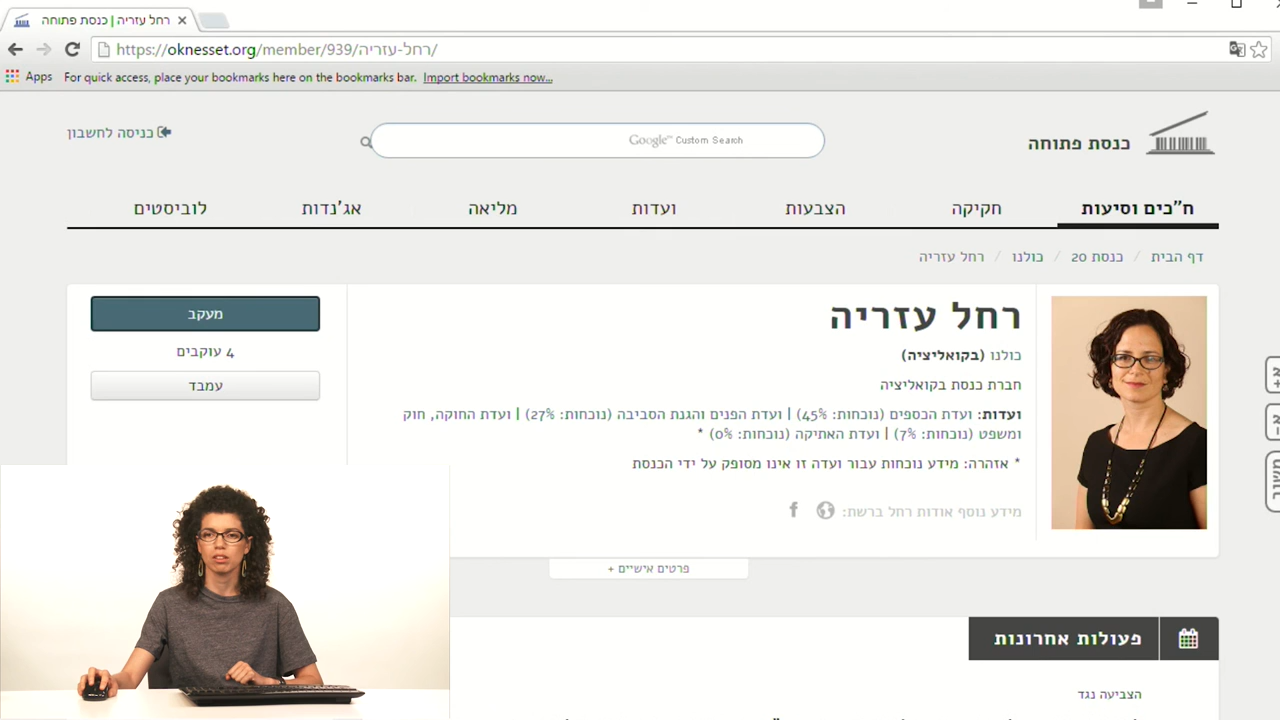 רחל עזריה | כנסת פתוחה
https://oknesset.org/member/939/רחל-עזריה/
Apps For quick access, place your bookmarks here on the bookmarks bar. Import bookmarks now...
כניסה לחשבון
Google™ Custom Search
כנסת פתוחה
ח"כים וסיעות חקיקה הצבעות ועדות מליאה אג'נדות לוביסטים
דף הבית / כנסת 20 / כולנו / רחל עזריה
רחל עזריה
כולנו (בקואליציה)
חברת כנסת בקואליציה
ועדות: ועדת הכספים (נוכחות: 45%) | ועדת הפנים והגנת הסביבה (נוכחות: 27%) | ועדת החוקה, חוק
ומשפט (נוכחות: 7%) | ועדת האתיקה (נוכחות: 0%) *
* אזהרה: מידע נוכחות עבור ועדה זו אינו מסופק על ידי הכנסת
מידע נוסף אודות רחל ברשת:
מעקב
4 עוקבים
עמבד
א+
א-
פרטים אישיים +
פעולות אחרונות
הצביעה נגד